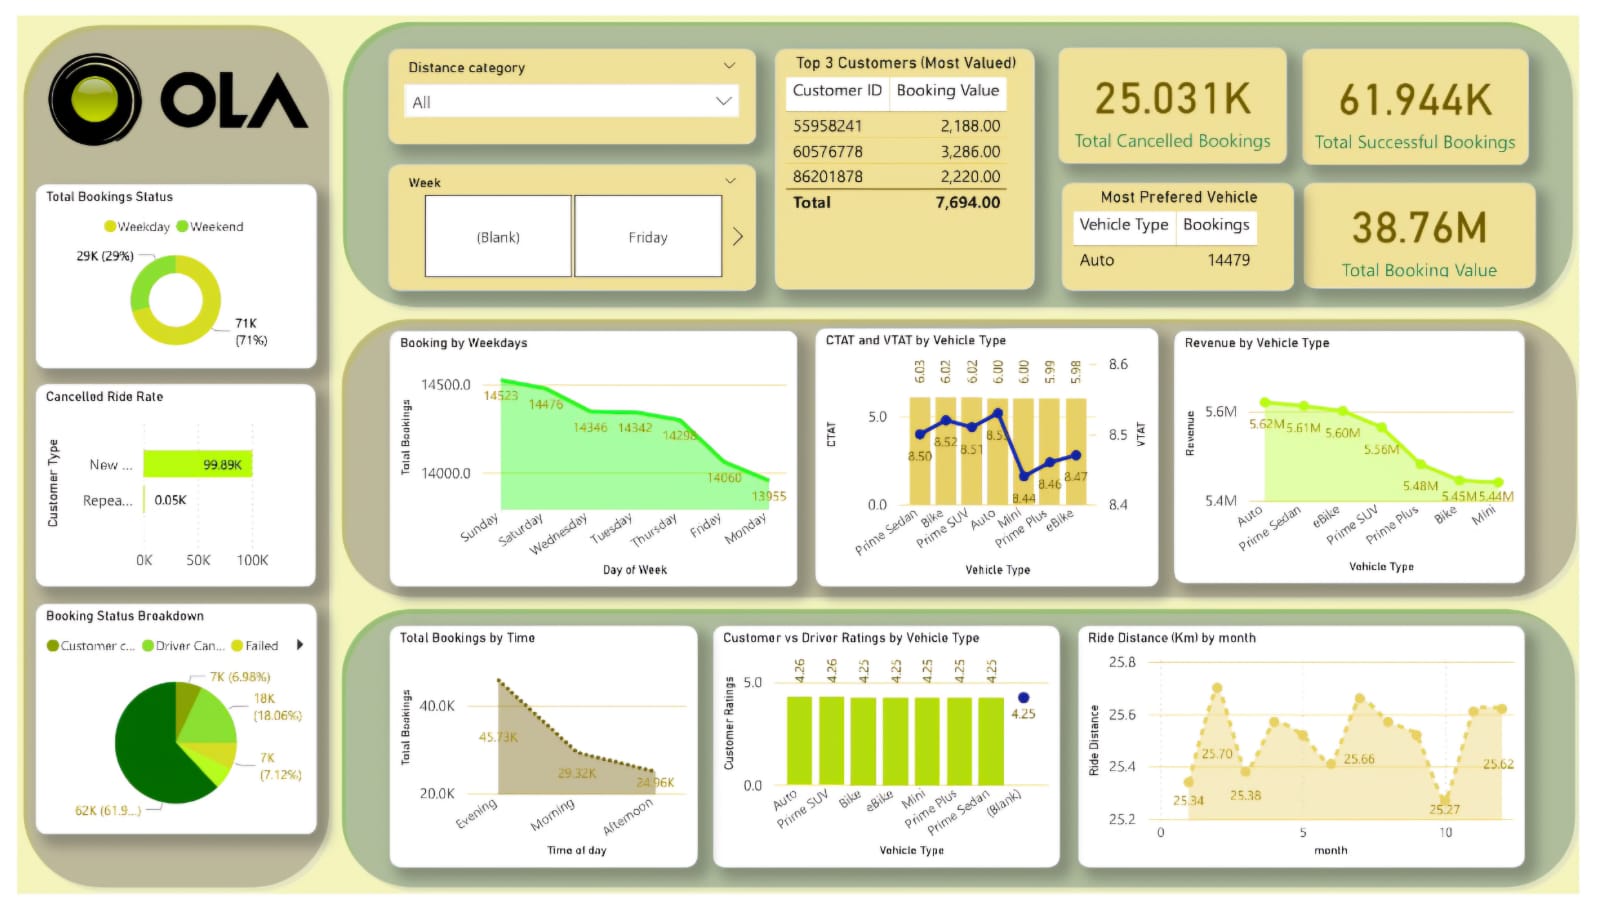 OLA
Distance category
All
Week
(Blank)
Friday
Top 3 Customers (Most Valued)
Customer ID Booking Value
55958241 2,188.00
60576778 3,286.00
86201878 2,220.00
Total 7,694.00
25.031K
Total Cancelled Bookings
61.944K
Total Successful Bookings
Most Prefered Vehicle
Vehicle Type Bookings
Auto 14479
38.76M
Total Booking Value
Total Bookings Status
Weekday Weekend
29K (29%)
71K
(71%)
Cancelled Ride Rate
Customer Type
New ... 99.89K
Repea... 0.05K
0K 50K 100K
Booking Status Breakdown
Customer c... Driver Can... Failed
7K (6.98%)
18K
(18.06%)
7K
(7.12%)
62K (61.9...)
Booking by Weekdays
Total Bookings
14500.0
14000.0
14523 14476 14346 14342 14298 14060 13955
Sunday Saturday Wednesday Tuesday Thursday Friday Monday
Day of Week
CTAT and VTAT by Vehicle Type
CTAT
5.0
0.0
6.03 6.02 6.02 6.00 6.00 5.99 5.98
8.50 8.52 8.51 8.44 8.46 8.47
8.6
8.5
8.4
VTAT
Prime Sedan Bike Prime SUV Auto Mini Prime Plus eBike
Vehicle Type
Revenue by Vehicle Type
Revenue
5.6M
5.4M
5.62M 5.61M 5.60M 5.56M 5.48M 5.45M 5.44M
Auto Prime Sedan eBike Prime SUV Prime Plus Bike Mini
Vehicle Type
Total Bookings by Time
Total Bookings
40.0K
20.0K
45.73K 29.32K 24.96K
Evening Morning Afternoon
Time of day
Customer vs Driver Ratings by Vehicle Type
Customer Ratings
5.0
0.0
4.26 4.26 4.25 4.25 4.25 4.25 4.25
4.25
Auto Prime SUV Bike eBike Mini Prime Plus Prime Sedan (Blank)
Vehicle Type
Ride Distance (Km) by month
Ride Distance
25.8
25.6
25.4
25.2
25.34 25.70 25.38 25.66 25.27 25.62
0 5 10
month